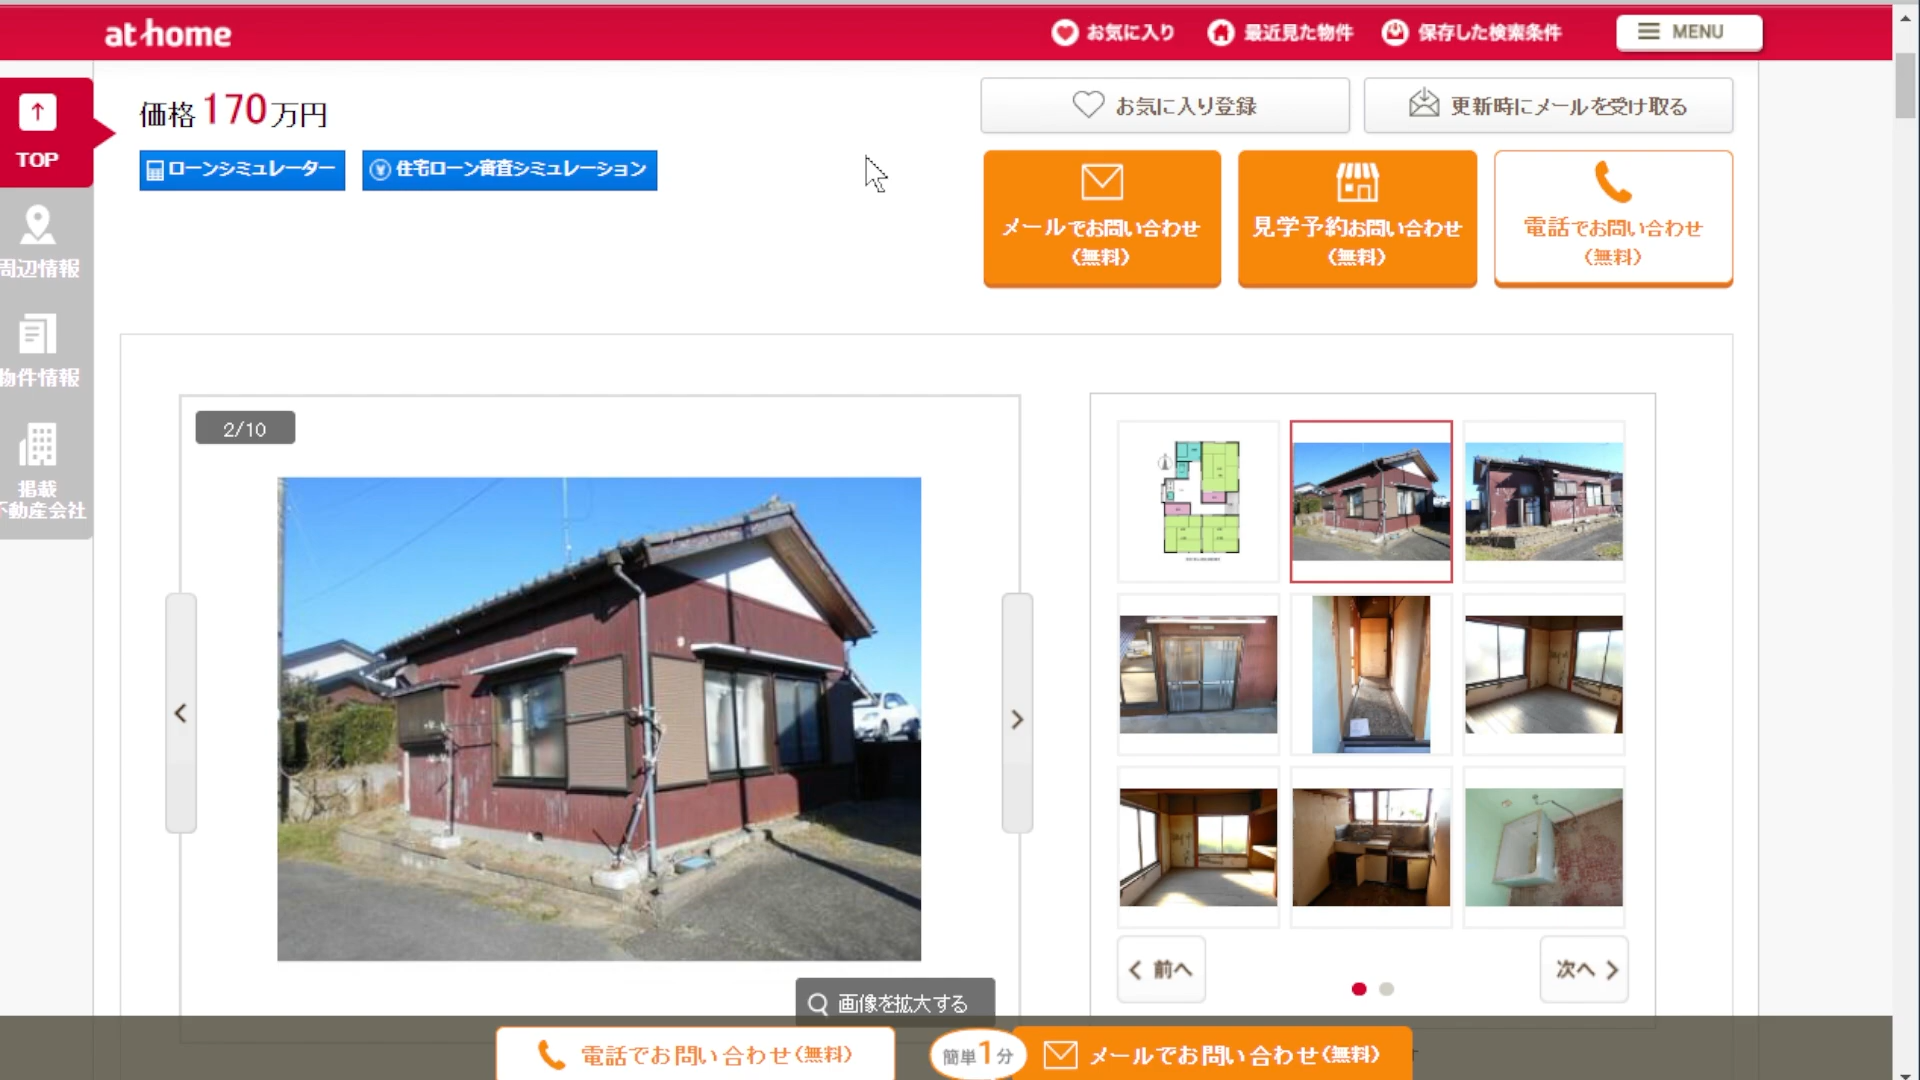 at home
お気に入り
最近見た物件
保存した検索条件
MENU
TOP
周辺情報
物件情報
掲載
不動産会社
価格170万円
ローンシミュレーター
住宅ローン審査シミュレーション
お気に入り登録
更新時にメールを受け取る
メールでお問い合わせ
(無料)
見学予約お問い合わせ
(無料)
電話でお問い合わせ
(無料)
2/10
画像を拡大する
前へ
次へ
電話でお問い合わせ(無料)
簡単1分
メールでお問い合わせ(無料)